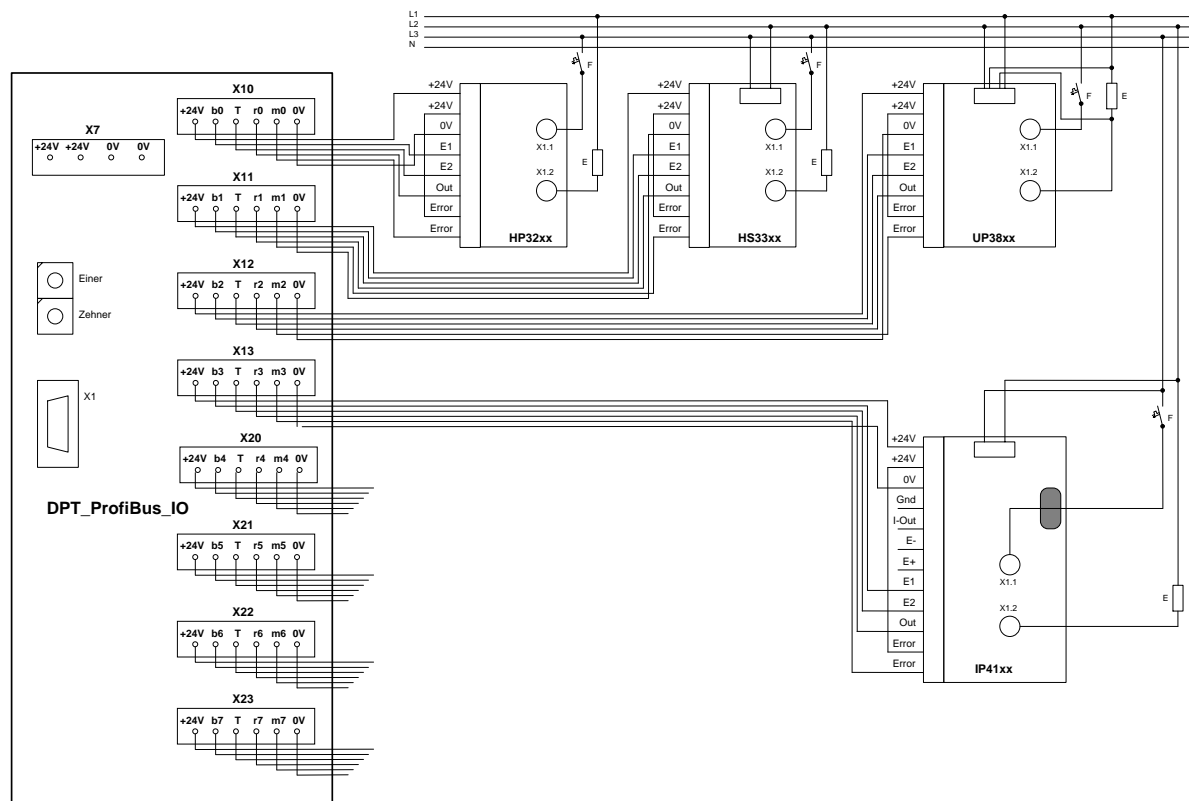 L1
L2
L3
N
X7
+24V +24V 0V 0V
Einer
Zehner
X1
DPT_ProfiBus_IO
X10
+24V b0 T r0 m0 0V
X11
+24V b1 T r1 m1 0V
X12
+24V b2 T r2 m2 0V
X13
+24V b3 T r3 m3 0V
X20
+24V b4 T r4 m4 0V
X21
+24V b5 T r5 m5 0V
X22
+24V b6 T r6 m6 0V
X23
+24V b7 T r7 m7 0V
+24V
+24V
0V
E1
E2
Out
Error
Error
F
X1.1
E
X1.2
HP32xx
+24V
+24V
0V
E1
E2
Out
Error
Error
F
X1.1
E
X1.2
HS33xx
+24V
+24V
0V
E1
E2
Out
Error
Error
F
E
X1.1
X1.2
UP38xx
+24V
+24V
0V
Gnd
I-Out
E-
E+
E1
E2
Out
Error
Error
F
X1.1
E
X1.2
IP41xx